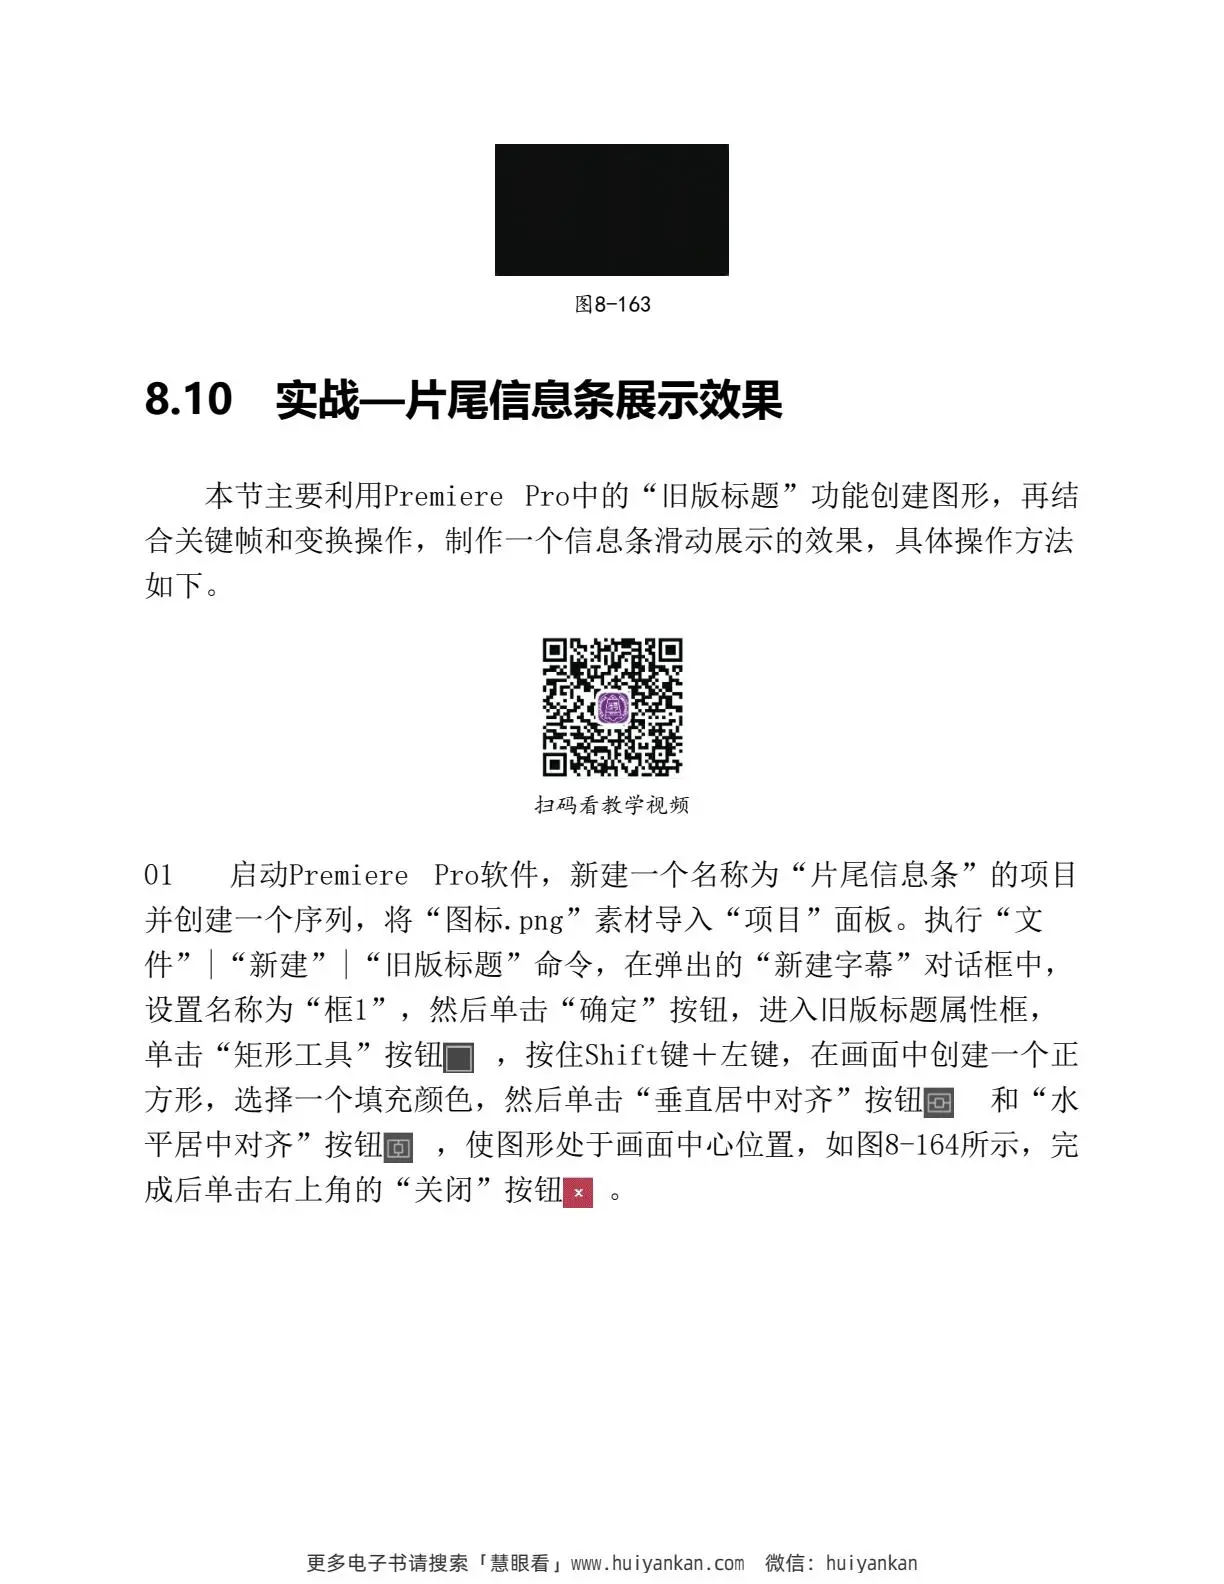 图8-163
8.10 实战—片尾信息条展示效果
本节主要利用Premiere Pro中的“旧版标题”功能创建图形，再结
合关键帧和变换操作，制作一个信息条滑动展示的效果，具体操作方法
如下。
扫码看教学视频
01 启动Premiere Pro软件，新建一个名称为“片尾信息条”的项目
并创建一个序列，将“图标.png”素材导入“项目”面板。执行“文
件”|“新建”|“旧版标题”命令，在弹出的“新建字幕”对话框中，
设置名称为“框1”，然后单击“确定”按钮，进入旧版标题属性框，
单击“矩形工具”按钮 ，按住Shift键＋左键，在画面中创建一个正
方形，选择一个填充颜色，然后单击“垂直居中对齐”按钮 和“水
平居中对齐”按钮 ，使图形处于画面中心位置，如图8-164所示，完
成后单击右上角的“关闭”按钮 。
更多电子书请搜索「慧眼看」www.huiyankan.com 微信：huiyankan